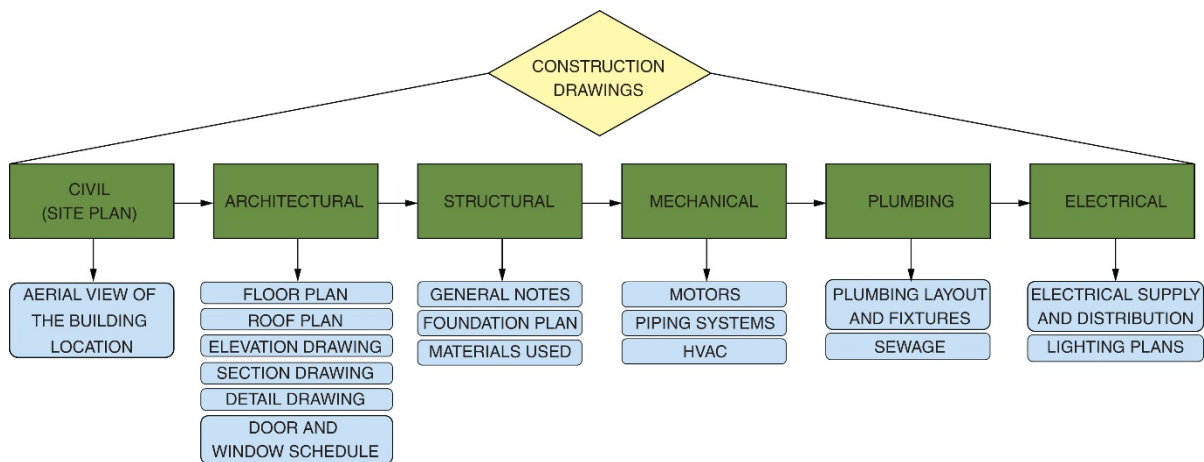 CONSTRUCTION
DRAWINGS
CIVIL
(SITE PLAN)
ARCHITECTURAL
STRUCTURAL
MECHANICAL
PLUMBING
ELECTRICAL
AERIAL VIEW OF
THE BUILDING
LOCATION
FLOOR PLAN
ROOF PLAN
ELEVATION DRAWING
SECTION DRAWING
DETAIL DRAWING
DOOR AND
WINDOW SCHEDULE
GENERAL NOTES
FOUNDATION PLAN
MATERIALS USED
MOTORS
PIPING SYSTEMS
HVAC
PLUMBING LAYOUT
AND FIXTURES
SEWAGE
ELECTRICAL SUPPLY
AND DISTRIBUTION
LIGHTING PLANS